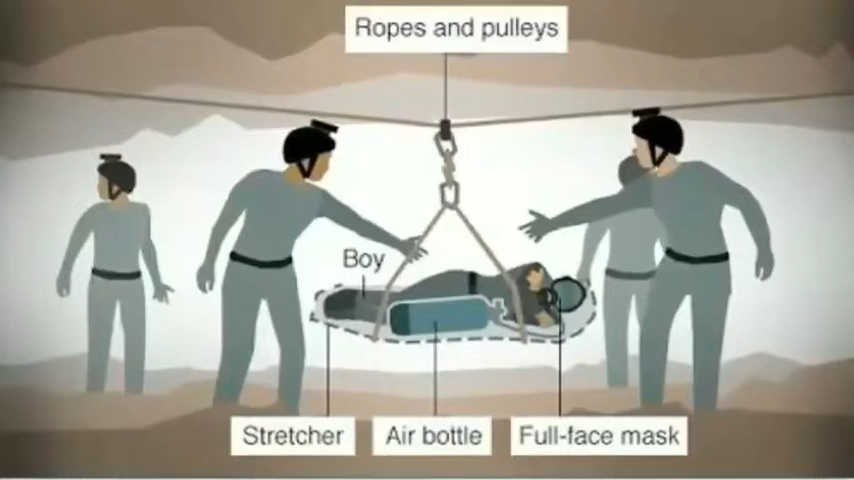 Ropes and pulleys
Boy
Stretcher
Air bottle
Full-face mask